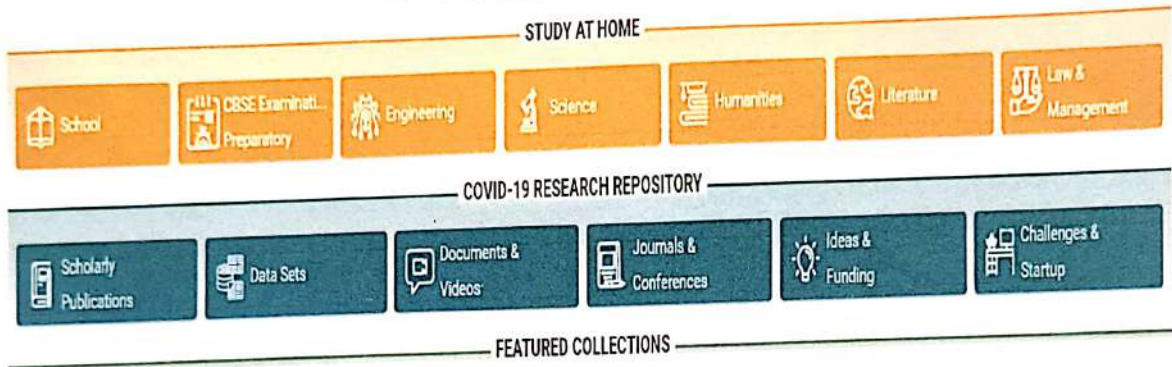 STUDY AT HOME
School
CBSE Examinati...
Preparatory
Engineering
Science
Humanities
Literature
Law &
Management
COVID-19 RESEARCH REPOSITORY
Scholarly
Publications
Data Sets
Documents &
Videos
Journals &
Conferences
Ideas &
Funding
Challenges &
Startup
FEATURED COLLECTIONS